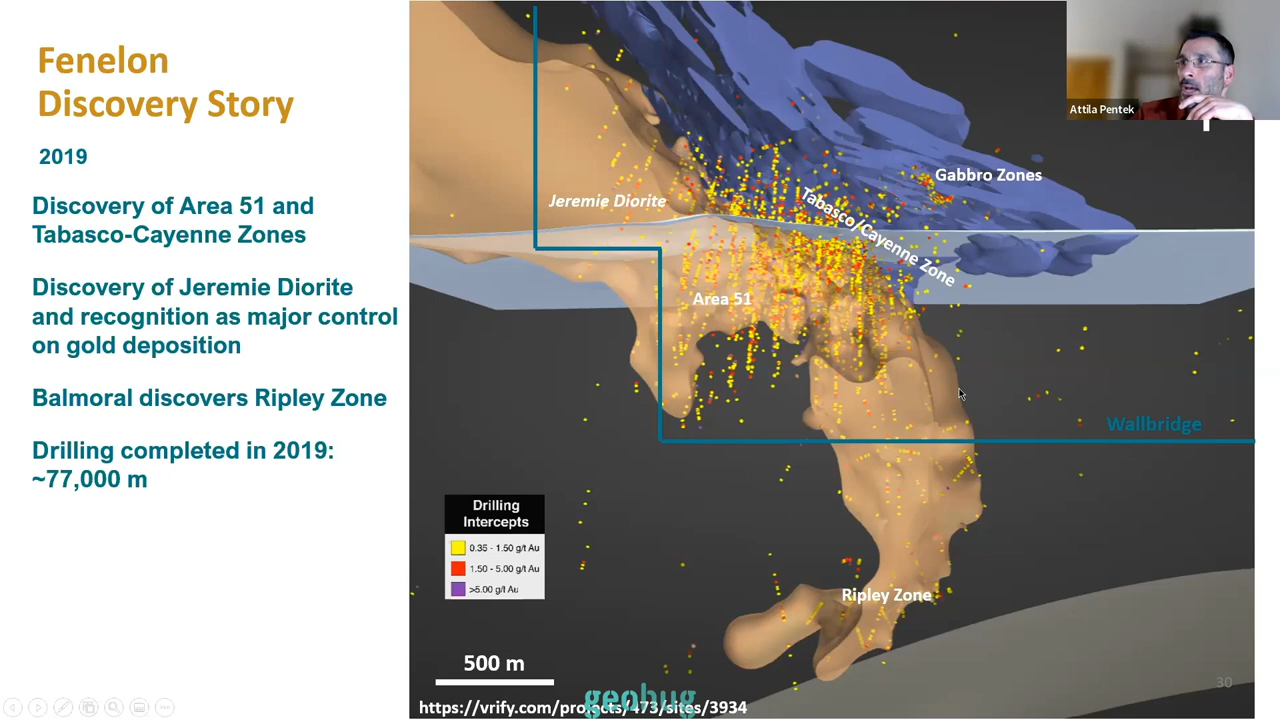 Fenelon
Discovery Story
2019
Discovery of Area 51 and
Tabasco-Cayenne Zones
Discovery of Jeremie Diorite
and recognition as major control
on gold deposition
Balmoral discovers Ripley Zone
Drilling completed in 2019:
~77,000 m
Attila Pentek
Gabbro Zones
Jeremie Diorite
Tabasco/Cayenne Zone
Area 51
Wallbridge
Drilling
Intercepts
0.35 - 1.50 g/t Au
1.50 - 5.00 g/t Au
>5.00 g/t Au
Ripley Zone
500 m
30
geobug
https://vrify.com/projects/473/sites/3934